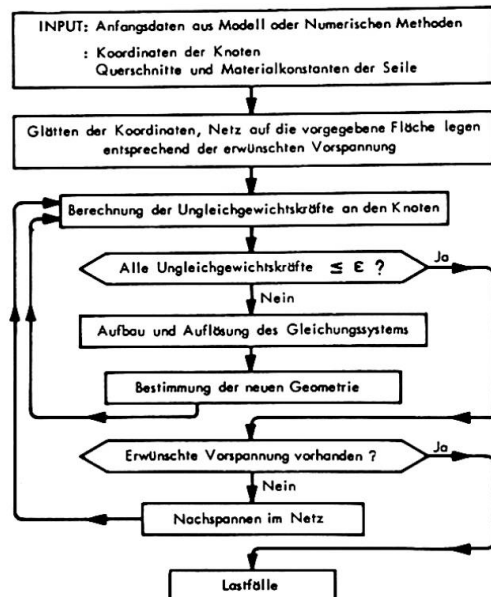 INPUT: Anfangsdaten aus Modell oder Numerischen Methoden
: Koordinaten der Knoten
Querschnitte und Materialkonstanten der Seile
Glätten der Koordinaten, Netz auf die vorgegebene Fläche legen
entsprechend der erwünschten Vorspannung
Berechnung der Ungleichgewichtskräfte an den Knoten
Alle Ungleichgewichtskräfte ≤ ε ?
Ja
Nein
Aufbau und Auflösung des Gleichungssystems
Bestimmung der neuen Geometrie
Erwünschte Vorspannung vorhanden ?
Ja
Nein
Nachspannen im Netz
Lastfälle